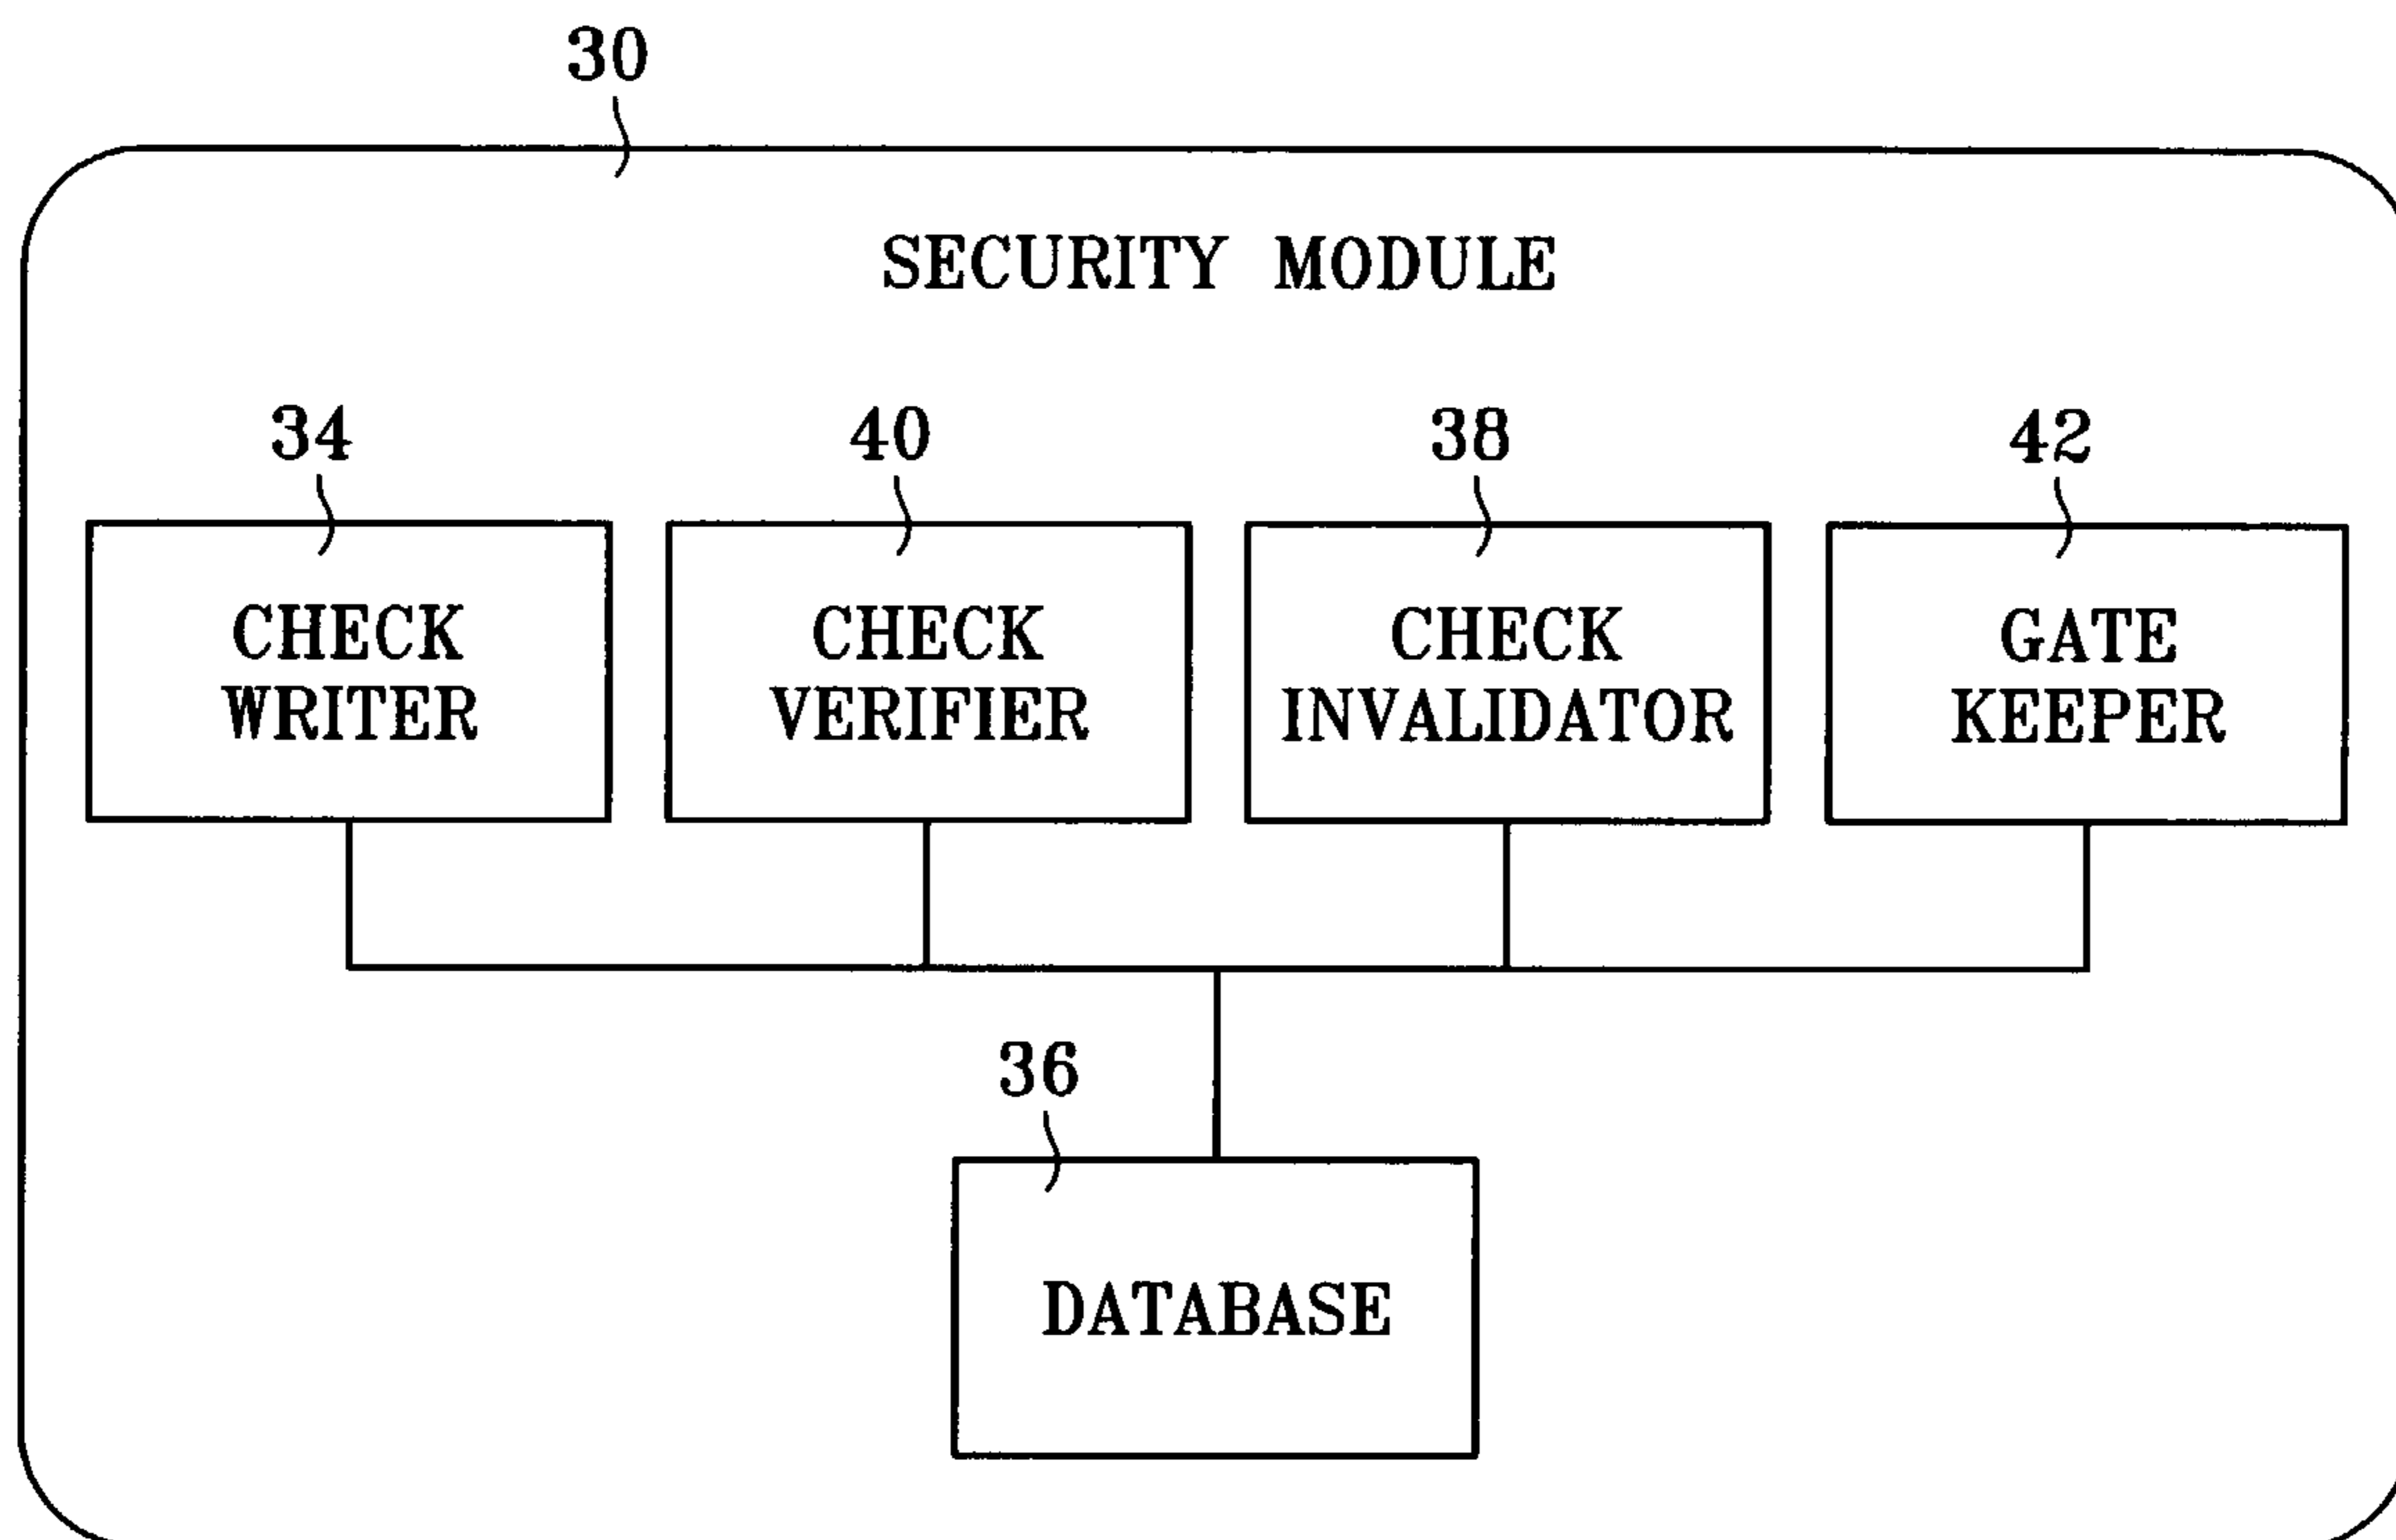 30
SECURITY MODULE
34
40
38
42
CHECK
WRITER
CHECK
VERIFIER
CHECK
INVALIDATOR
GATE
KEEPER
36
DATABASE